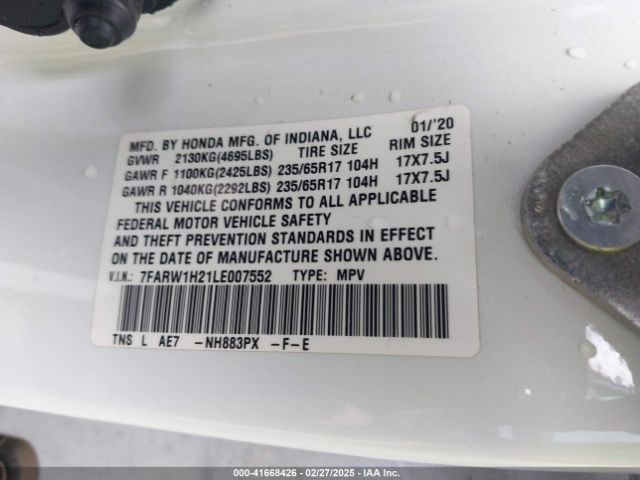 MFD. BY HONDA MFG. OF INDIANA, LLC 01/'20
GVWR 2130KG(4695LBS) TIRE SIZE RIM SIZE
GAWR F 1100KG(2425LBS) 235/65R17 104H 17X7.5J
GAWR R 1040KG(2292LBS) 235/65R17 104H 17X7.5J
THIS VEHICLE CONFORMS TO ALL APPLICABLE
FEDERAL MOTOR VEHICLE SAFETY
AND THEFT PREVENTION STANDARDS IN EFFECT
ON THE DATE OF MANUFACTURE SHOWN ABOVE.
V.I.N.: 7FARW1H21LE007552 TYPE: MPV
TNS L AE7 -NH883PX -F-E
000-41668426 - 02/27/2025 - IAA Inc.